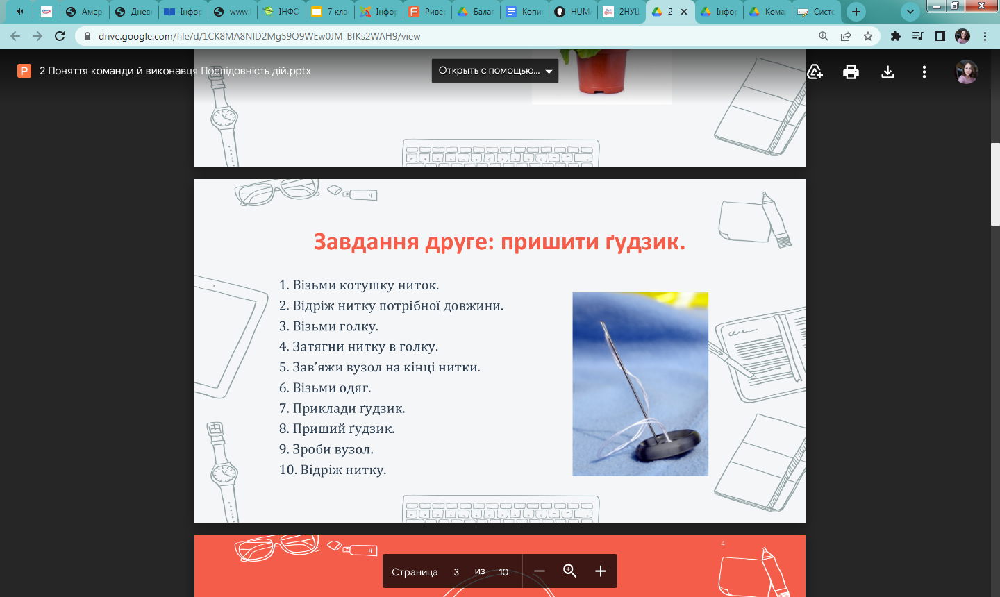 Амер
Дневн
Інфор
www.
ІНФО
7 кла
Інфор
Ривер
Балаг
Копи
HUM
2НУШ
2
Інфор
Кома
Систе
drive.google.com/file/d/1CK8MA8NID2Mg59O9WEw0JM-BfKs2WAH9/view
2 Поняття команди й виконавця Послідовність дій.pptx
Открыть с помощью...
Завдання друге: пришити ґудзик.
1. Візьми котушку ниток.
2. Відріж нитку потрібної довжини.
3. Візьми голку.
4. Затягни нитку в голку.
5. Зав’яжи вузол на кінці нитки.
6. Візьми одяг.
7. Приклади ґудзик.
8. Приший ґудзик.
9. Зроби вузол.
10. Відріж нитку.
4
Страница 3 из 10